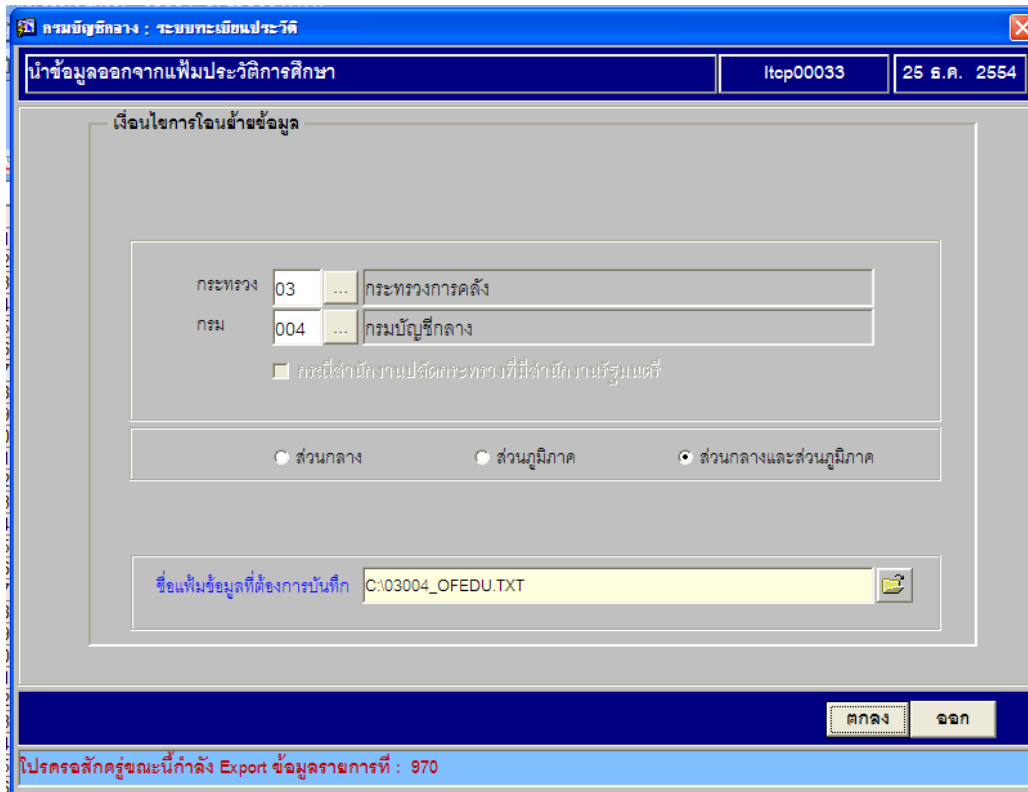 กรมบัญชีกลาง : ระบบทะเบียนประวัติ
นำข้อมูลออกจากแฟ้มประวัติการศึกษา ltcp00033 25 ธ.ค. 2554
เงื่อนไขการโอนย้ายข้อมูล
กระทรวง 03 ... กระทรวงการคลัง
กรม 004 ... กรมบัญชีกลาง
กรณีสำนักงานปลัดกระทรวงที่มีสำนักงานรัฐมนตรี
ส่วนกลาง ส่วนภูมิภาค ส่วนกลางและส่วนภูมิภาค
ชื่อแฟ้มข้อมูลที่ต้องการบันทึก C:\03004_OFEDU.TXT
ตกลง ออก
โปรดรอสักครู่ขณะนี้กำลัง Export ข้อมูลรายการที่ : 970